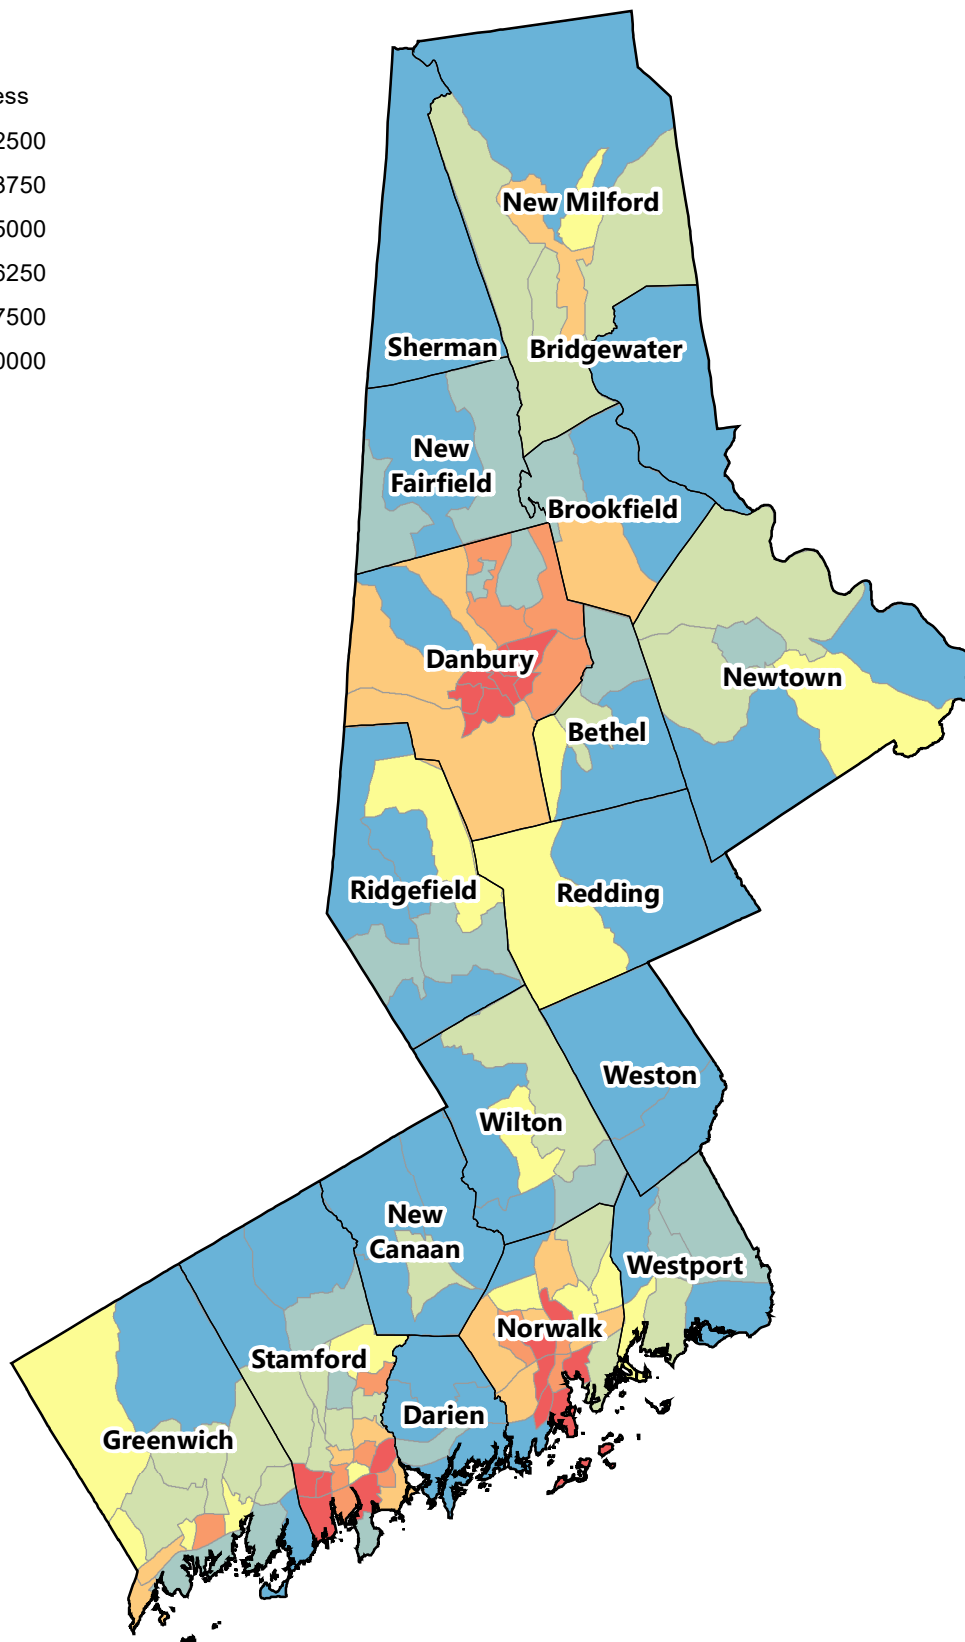 ess
2500
3750
5000
6250
7500
0000
New Milford
Sherman
Bridgewater
New
Fairfield
Brookfield
Danbury
Newtown
Bethel
Ridgefield
Redding
Weston
Wilton
New
Canaan
Westport
Norwalk
Stamford
Darien
Greenwich